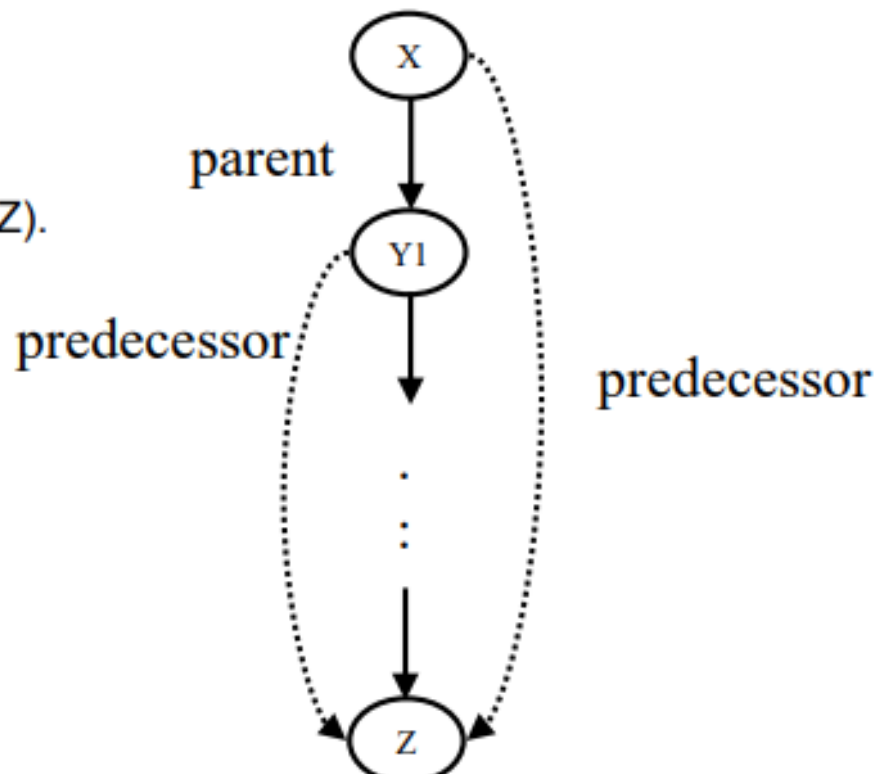 X
parent
Z).
Y1
predecessor
predecessor
.
:
Z